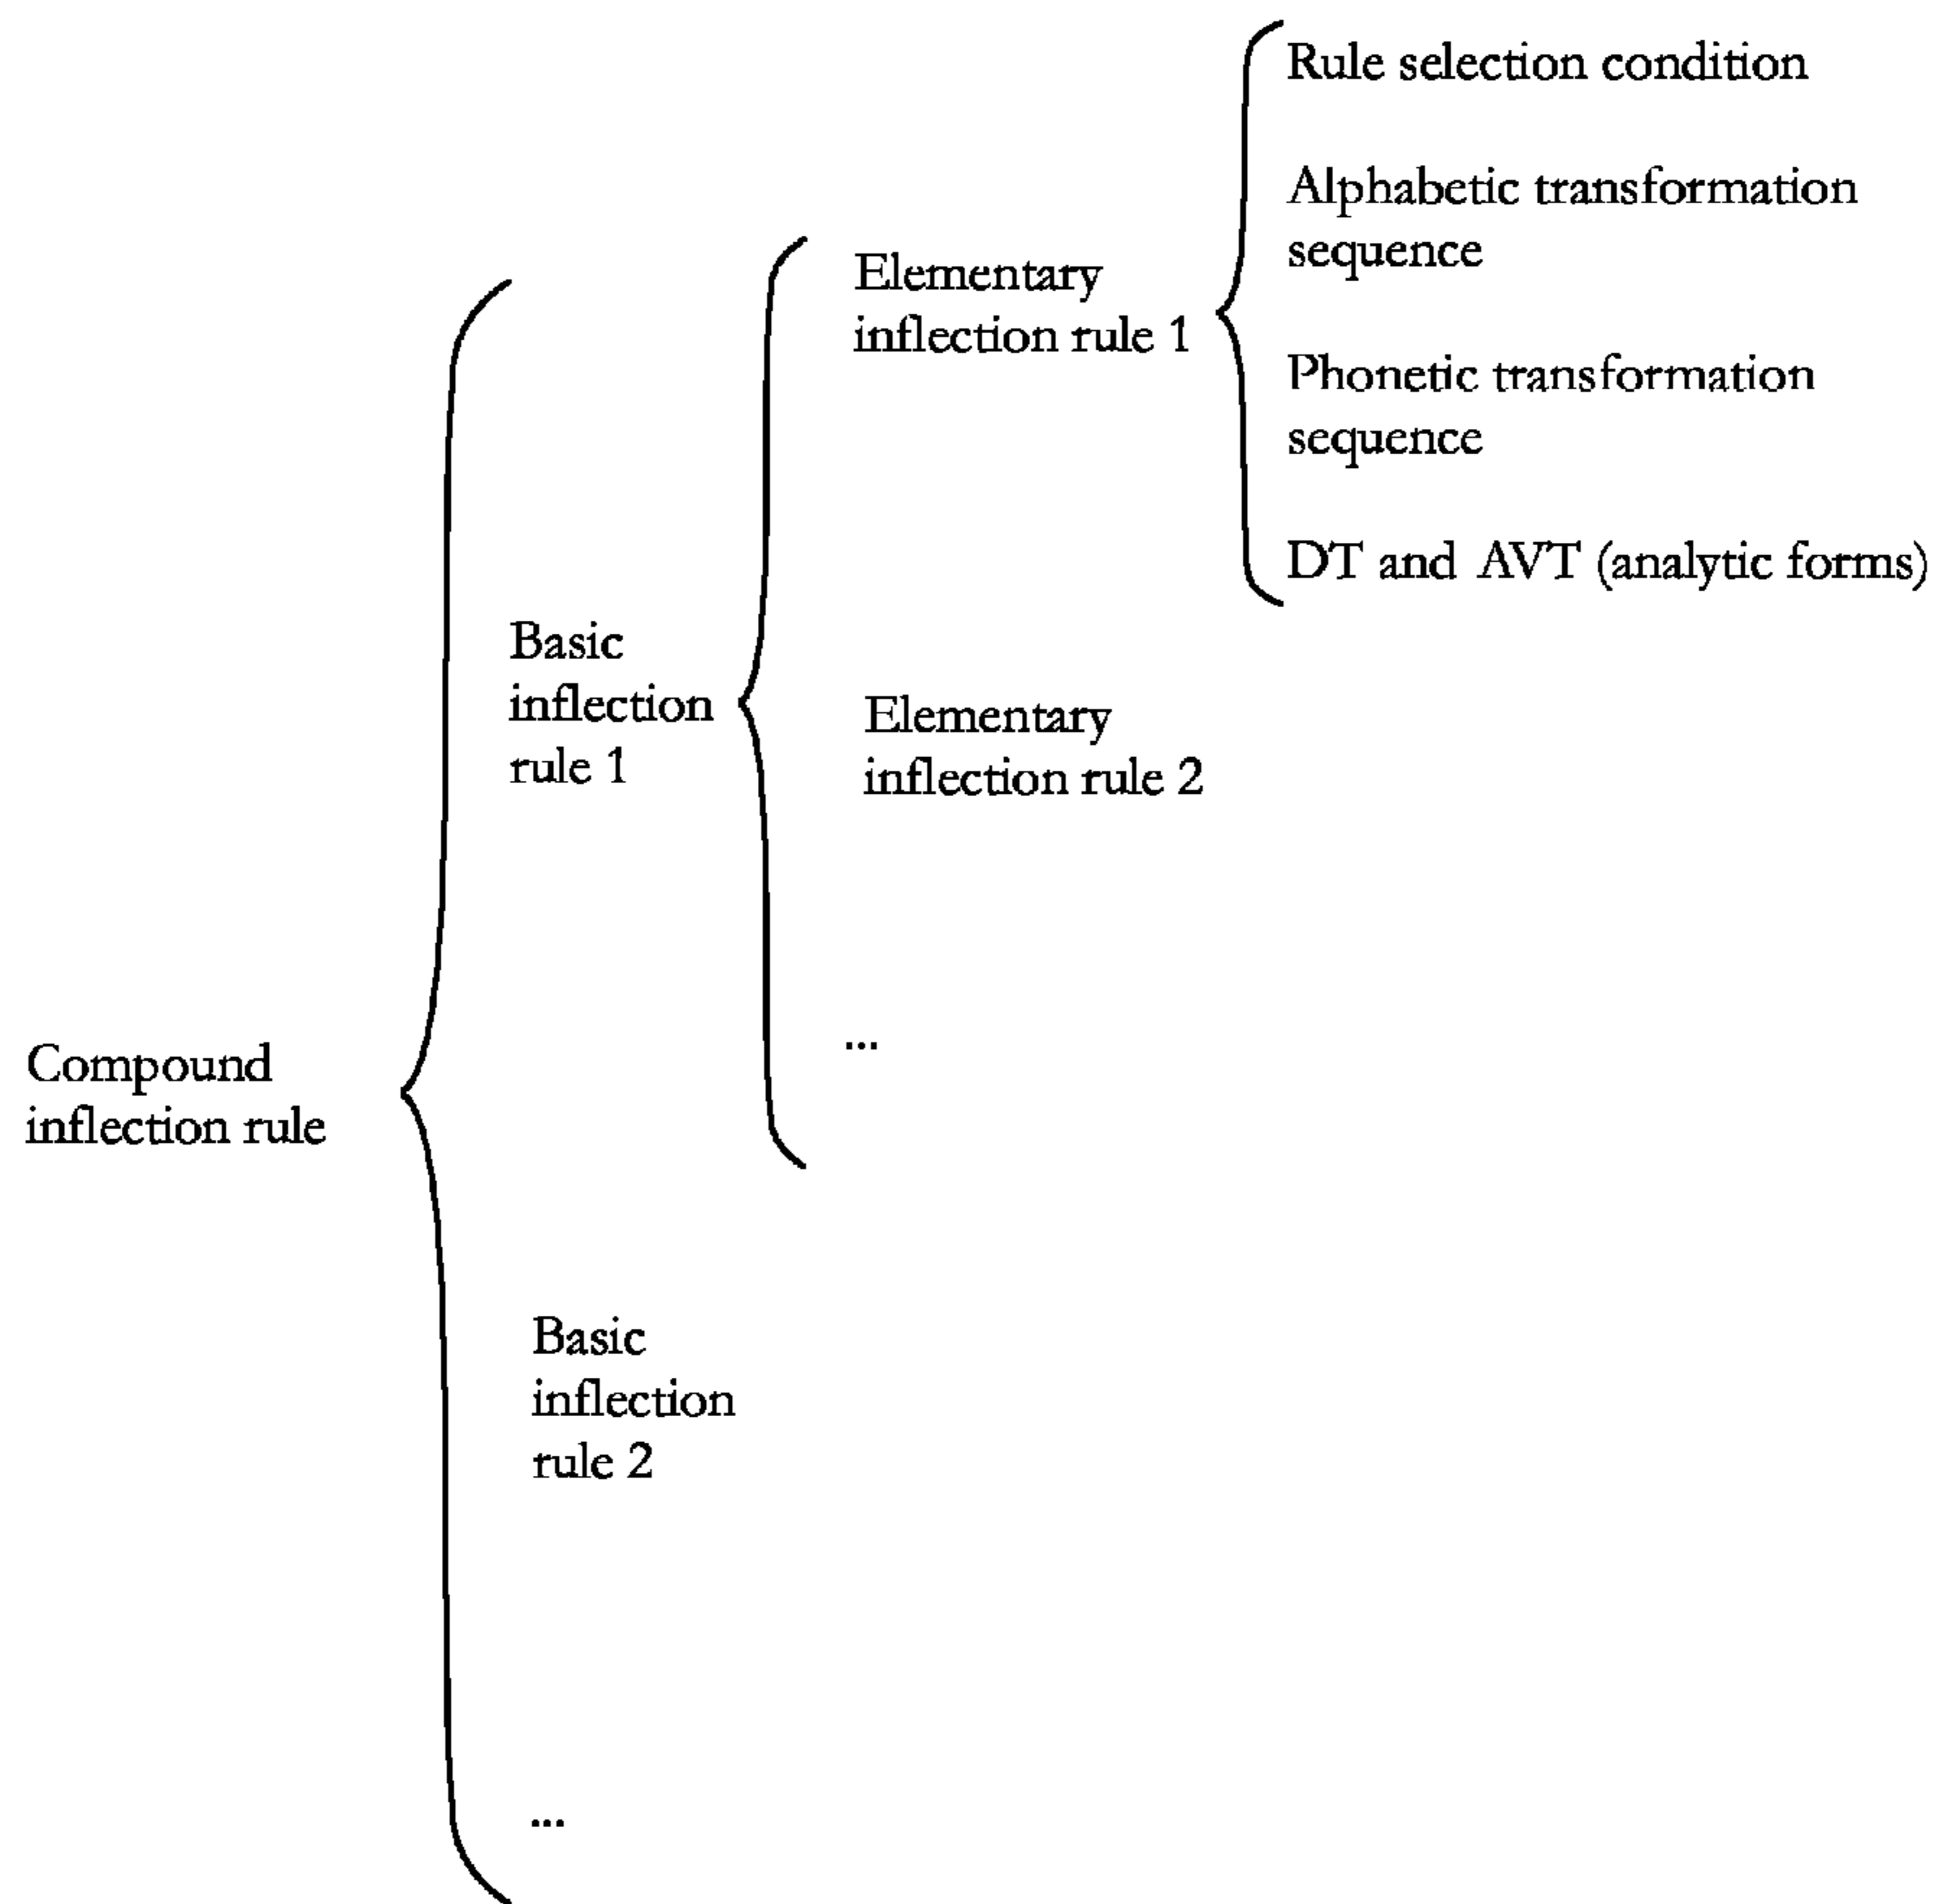 Rule selection condition
Alphabetic transformation
sequence
Elementary
inflection rule 1
Phonetic transformation
sequence
DT and AVT (analytic forms)
Basic
inflection
rule 1
Elementary
inflection rule 2
...
Compound
inflection rule
Basic
inflection
rule 2
...